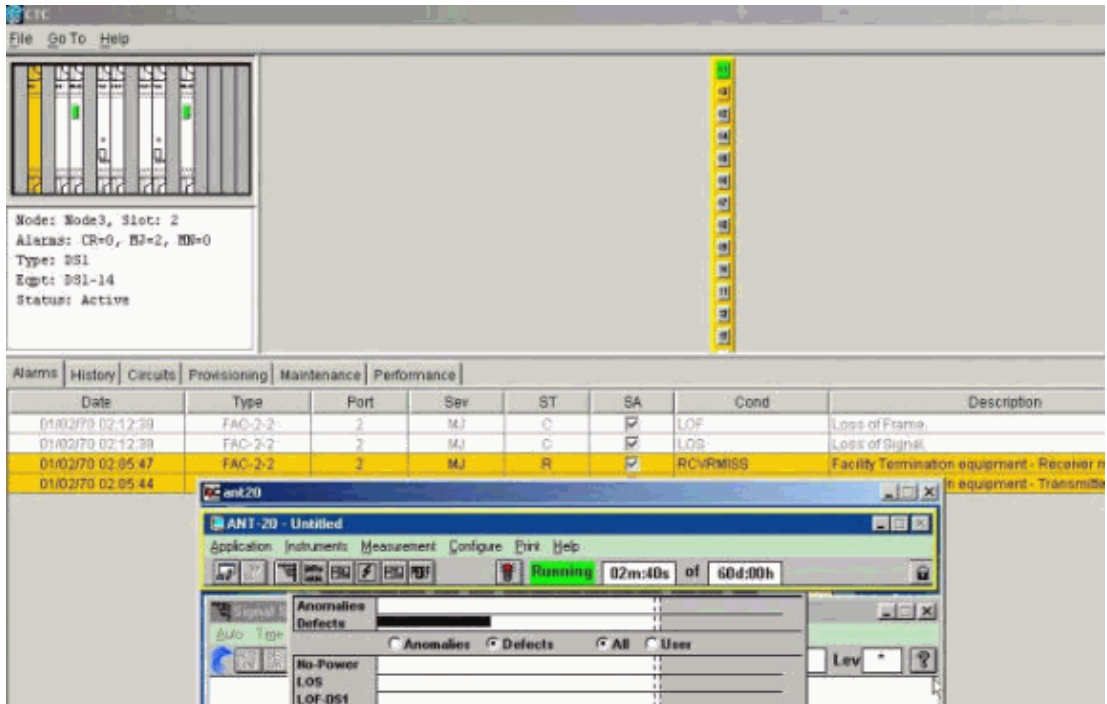 CTC
File Go To Help
Node: Node3, Slot: 2
Alarms: CR=0, MJ=2, MN=0
Type: DS1
Eqpt: DS1-14
Status: Active
Alarms History Circuits Provisioning Maintenance Performance
Date Type Port Sev ST SA Cond Description
01/02/70 02:12:39 FAC-2-2 2 MJ C LOF Loss of Frame,
01/02/70 02:12:39 FAC-2-2 2 MJ C LOS Loss of Signal,
01/02/70 02:05:47 FAC-2-2 2 MJ R RCVRMISS Facility Termination equipment - Receiver m
01/02/70 02:05:44 equipment - Transmitte
ant20
ANT-20 - Untitled
Application Instruments Measurement Configure Print Help
Running 02m:40s of 60d:00h
Signal
Anomalies
Defects
Auto
Anomalies Defects All User
No-Power
Lev *
LOS
LOF-DS1